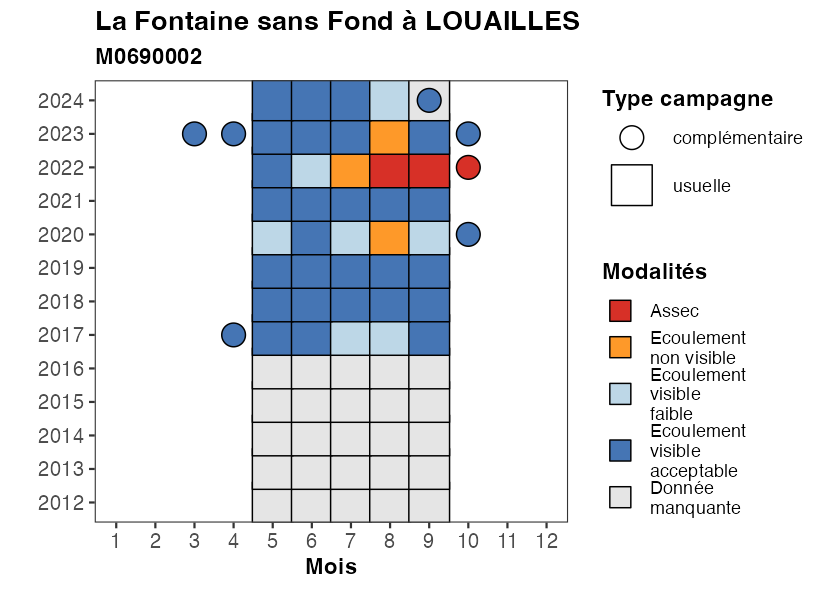 La Fontaine sans Fond à LOUAILLES
M0690002
2024
2023
2022
2021
2020
2019
2018
2017
2016
2015
2014
2013
2012
1 2 3 4 5 6 7 8 9 10 11 12
Mois
Type campagne
complémentaire
usuelle
Modalités
Assec
Ecoulement
non visible
Ecoulement
visible
faible
Ecoulement
visible
acceptable
Donnée
manquante